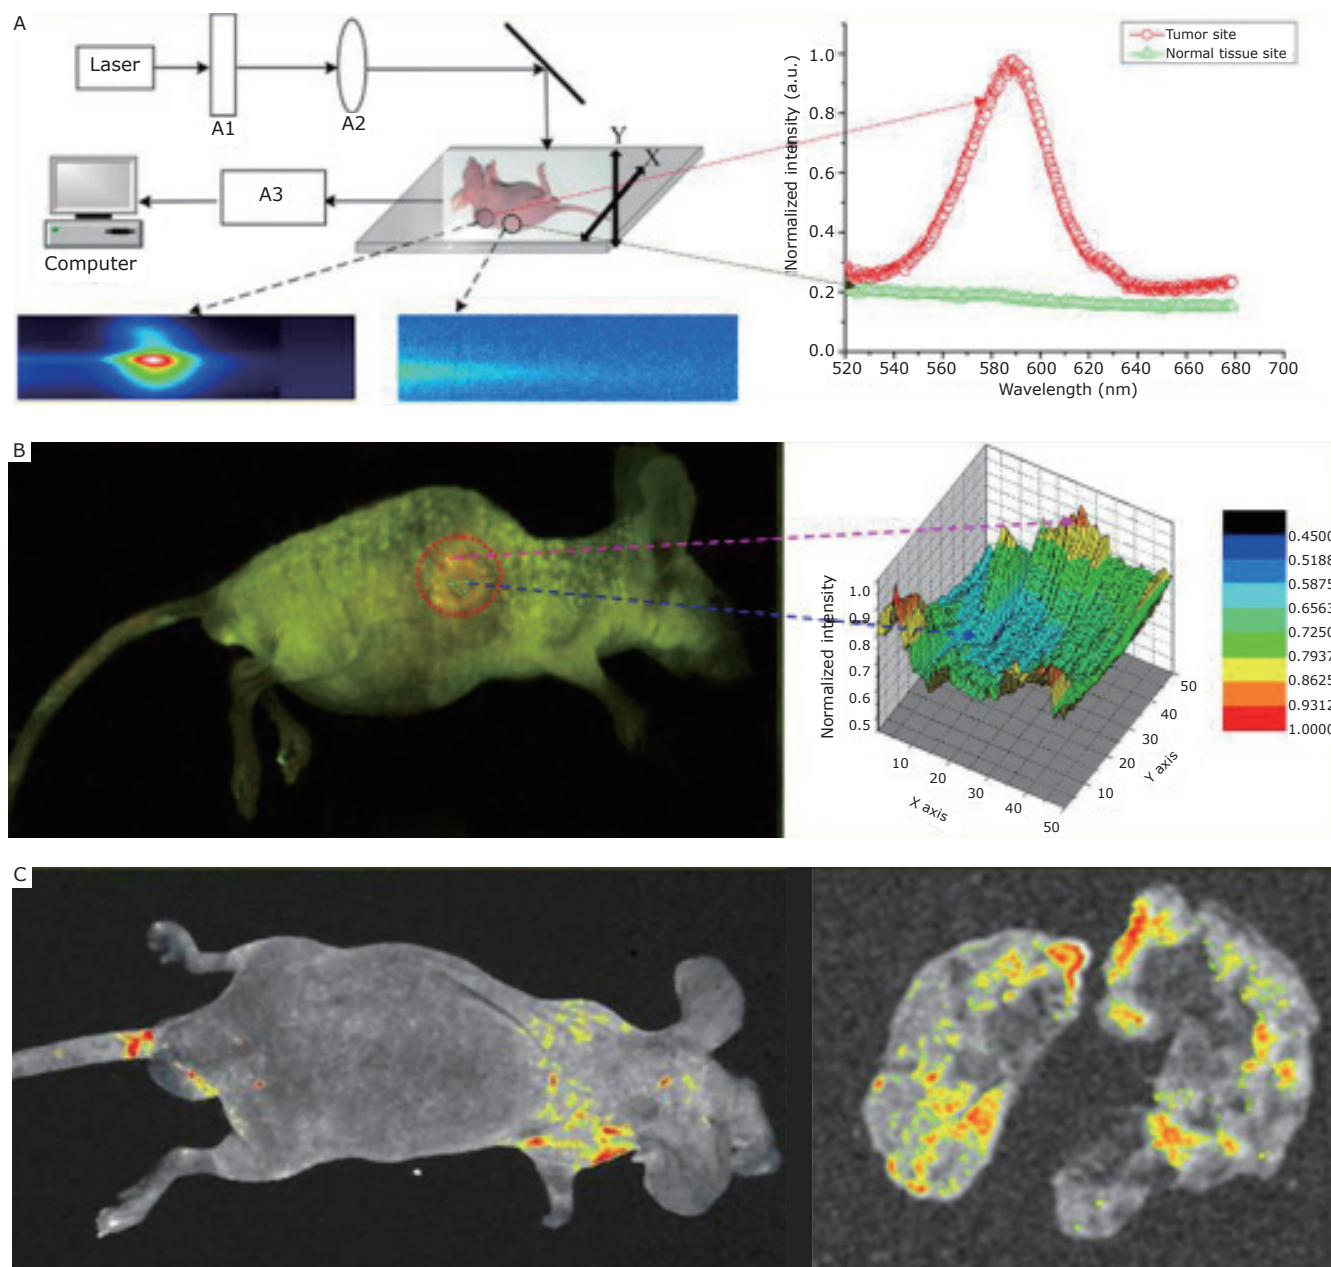 A
Laser
A1
A2
A3
Computer
Y
X
Tumor site
Normal tissue site
Normalized intensity (a.u.)
1.0
0.8
0.6
0.4
0.2
0.0
520 540 560 580 600 620 640 660 680 700
Wavelength (nm)
B
Normalized intensity
1.0
0.9
0.8
0.7
0.6
0.5
10
20
30
40
50
X axis
10
20
30
40
50
Y axis
0.4500
0.5188
0.5875
0.6563
0.7250
0.7937
0.8625
0.9312
1.0000
C